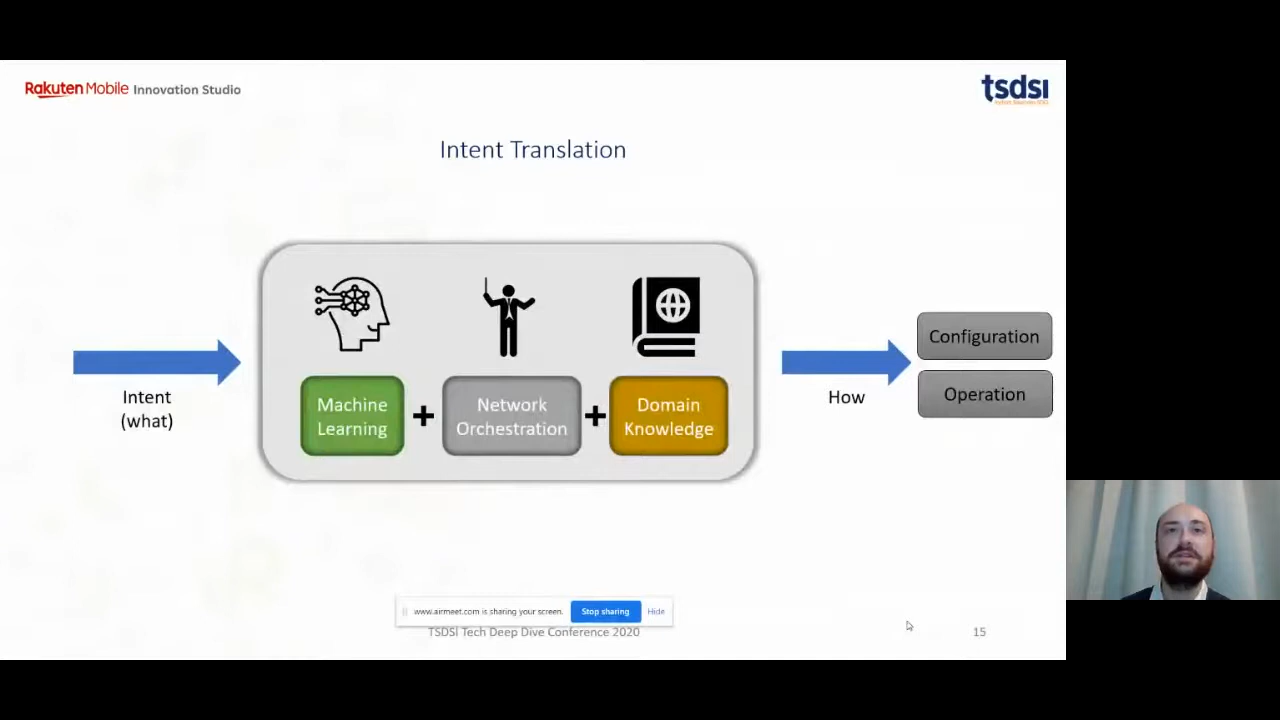 Rakuten Mobile Innovation Studio
tsdsi
Intent Translation
Intent
(what)
Machine
Learning
+
Network
Orchestration
+
Domain
Knowledge
How
Configuration
Operation
www.airmeet.com is sharing your screen.
Stop sharing
Hide
TSDSI Tech Deep Dive Conference 2020
15